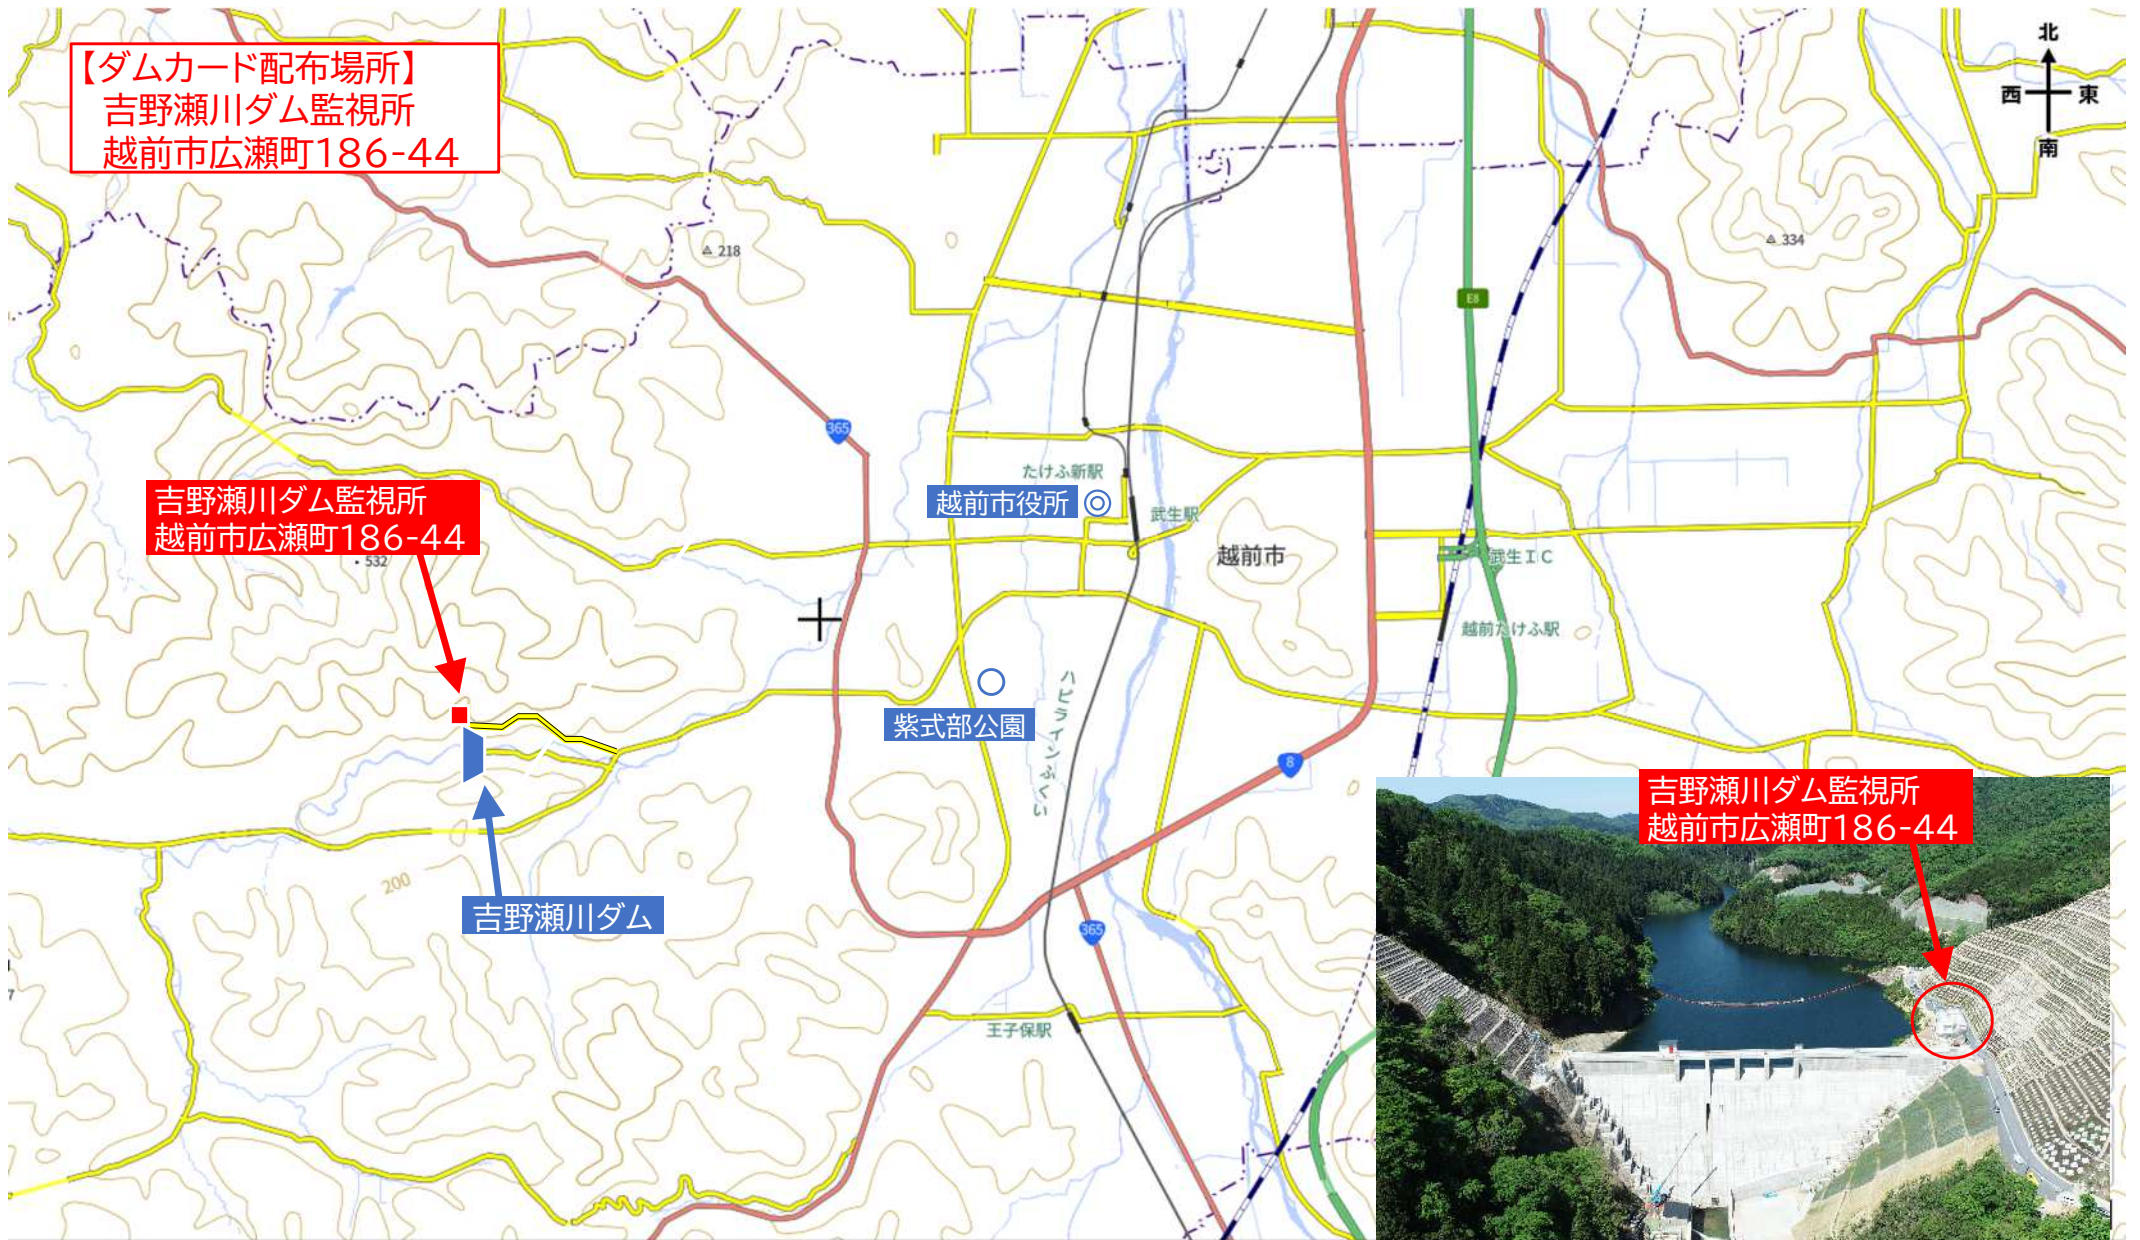 【ダムカード配布場所】
吉野瀬川ダム監視所
越前市広瀬町186-44
北
西 東
南
218
334
E8
365
たけふ新駅
越前市役所
武生駅
越前市
武生IC
吉野瀬川ダム監視所
越前市広瀬町186-44
532
越前たけふ駅
紫式部公園
ハピラインふくい
8
吉野瀬川ダム監視所
越前市広瀬町186-44
200
吉野瀬川ダム
365
王子保駅
7